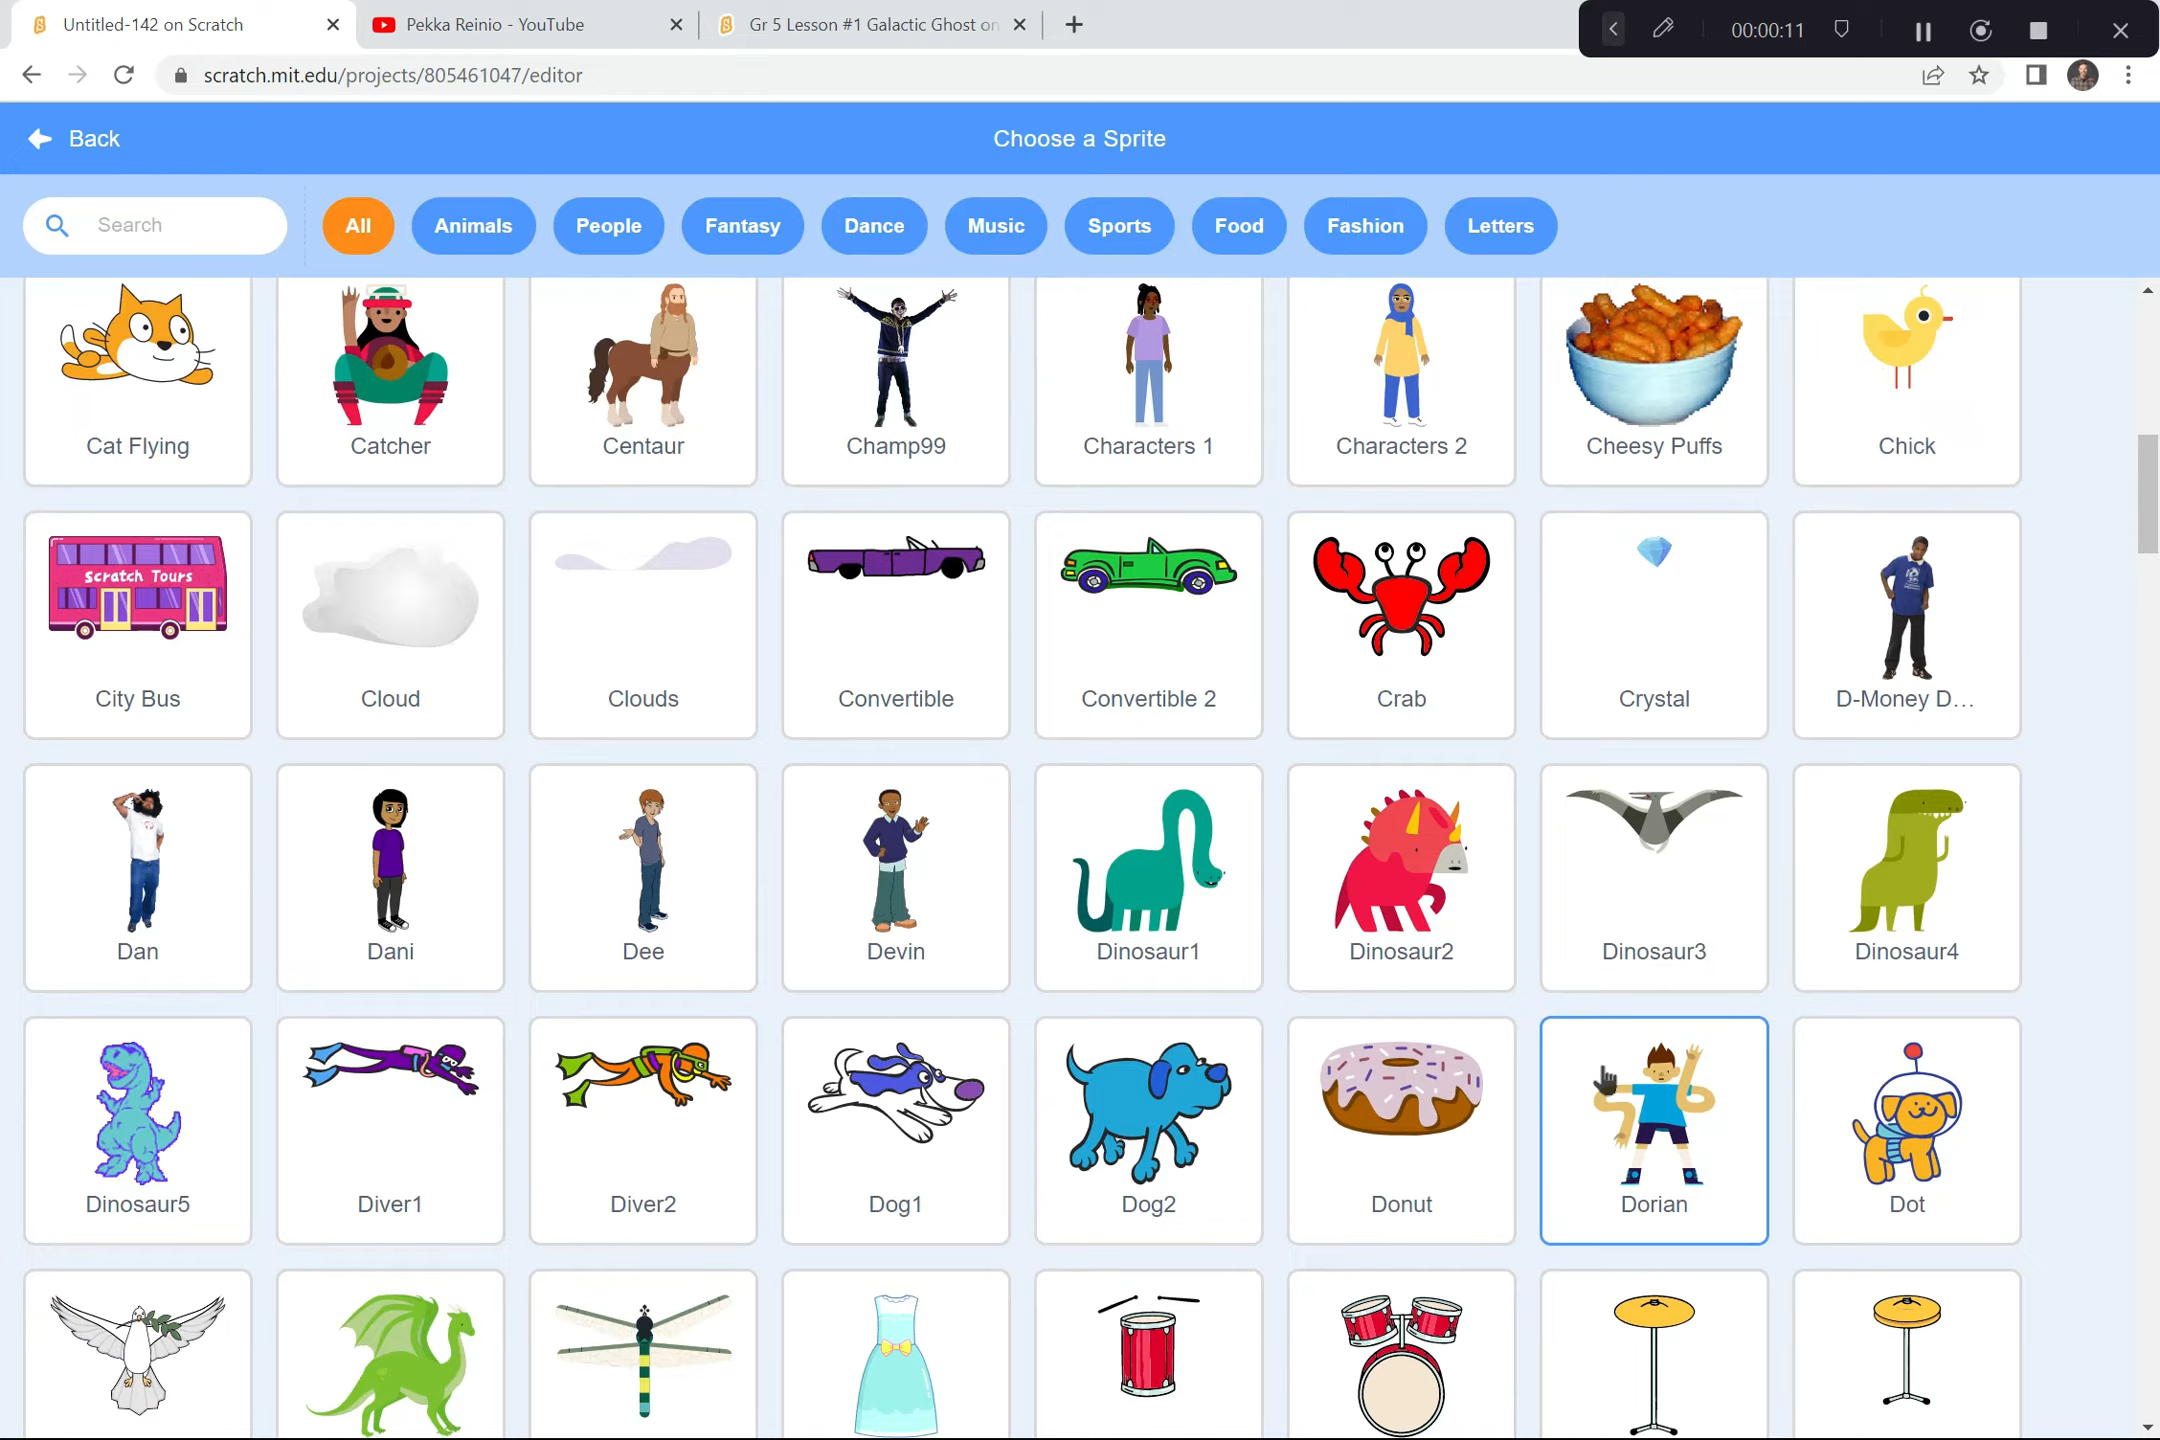 Untitled-142 on Scratch
Pekka Reinio - YouTube
Gr 5 Lesson #1 Galactic Ghost on
00:00:11
scratch.mit.edu/projects/805461047/editor
Back
Choose a Sprite
Search
All
Animals
People
Fantasy
Dance
Music
Sports
Food
Fashion
Letters
Cat Flying
Catcher
Centaur
Champ99
Characters 1
Characters 2
Cheesy Puffs
Chick
Scratch Tours
City Bus
Cloud
Clouds
Convertible
Convertible 2
Crab
Crystal
D-Money D...
Dan
Dani
Dee
Devin
Dinosaur1
Dinosaur2
Dinosaur3
Dinosaur4
Dinosaur5
Diver1
Diver2
Dog1
Dog2
Donut
Dorian
Dot